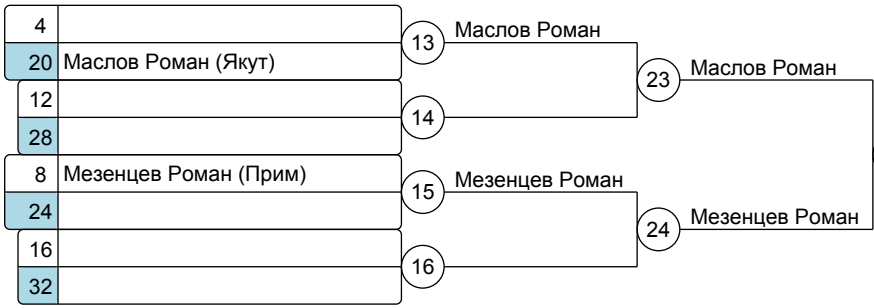 4
20 Маслов Роман (Якут)
13 Маслов Роман
12
28
14
23 Маслов Роман
8 Мезенцев Роман (Прим)
24
15 Мезенцев Роман
16
32
16
24 Мезенцев Роман